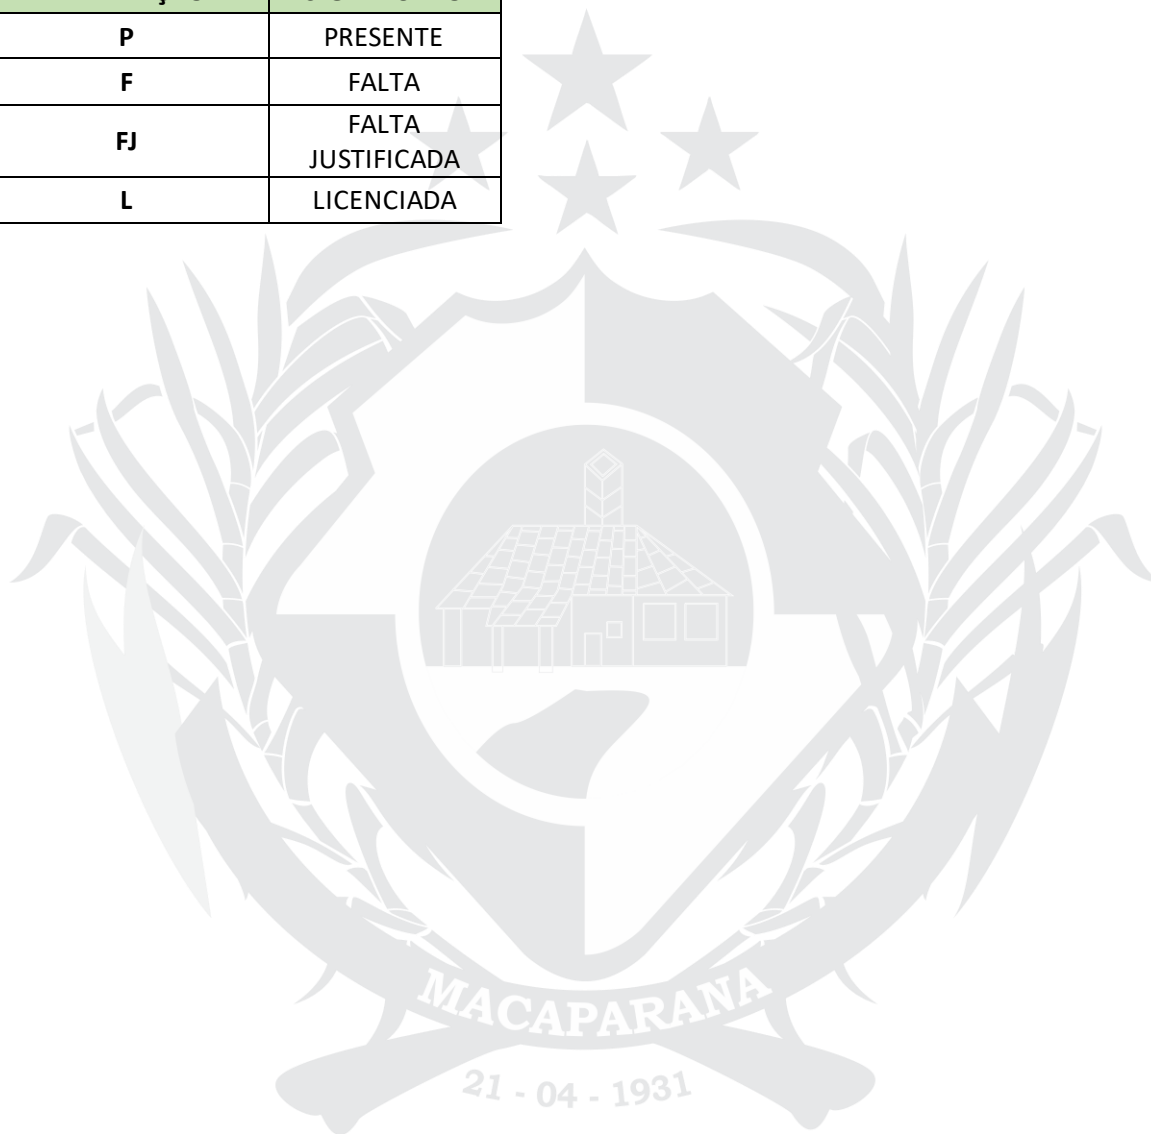 P PRESENTE
F FALTA
FJ FALTA
JUSTIFICADA
L LICENCIADA
MACAPARANA
21 - 04 - 1931